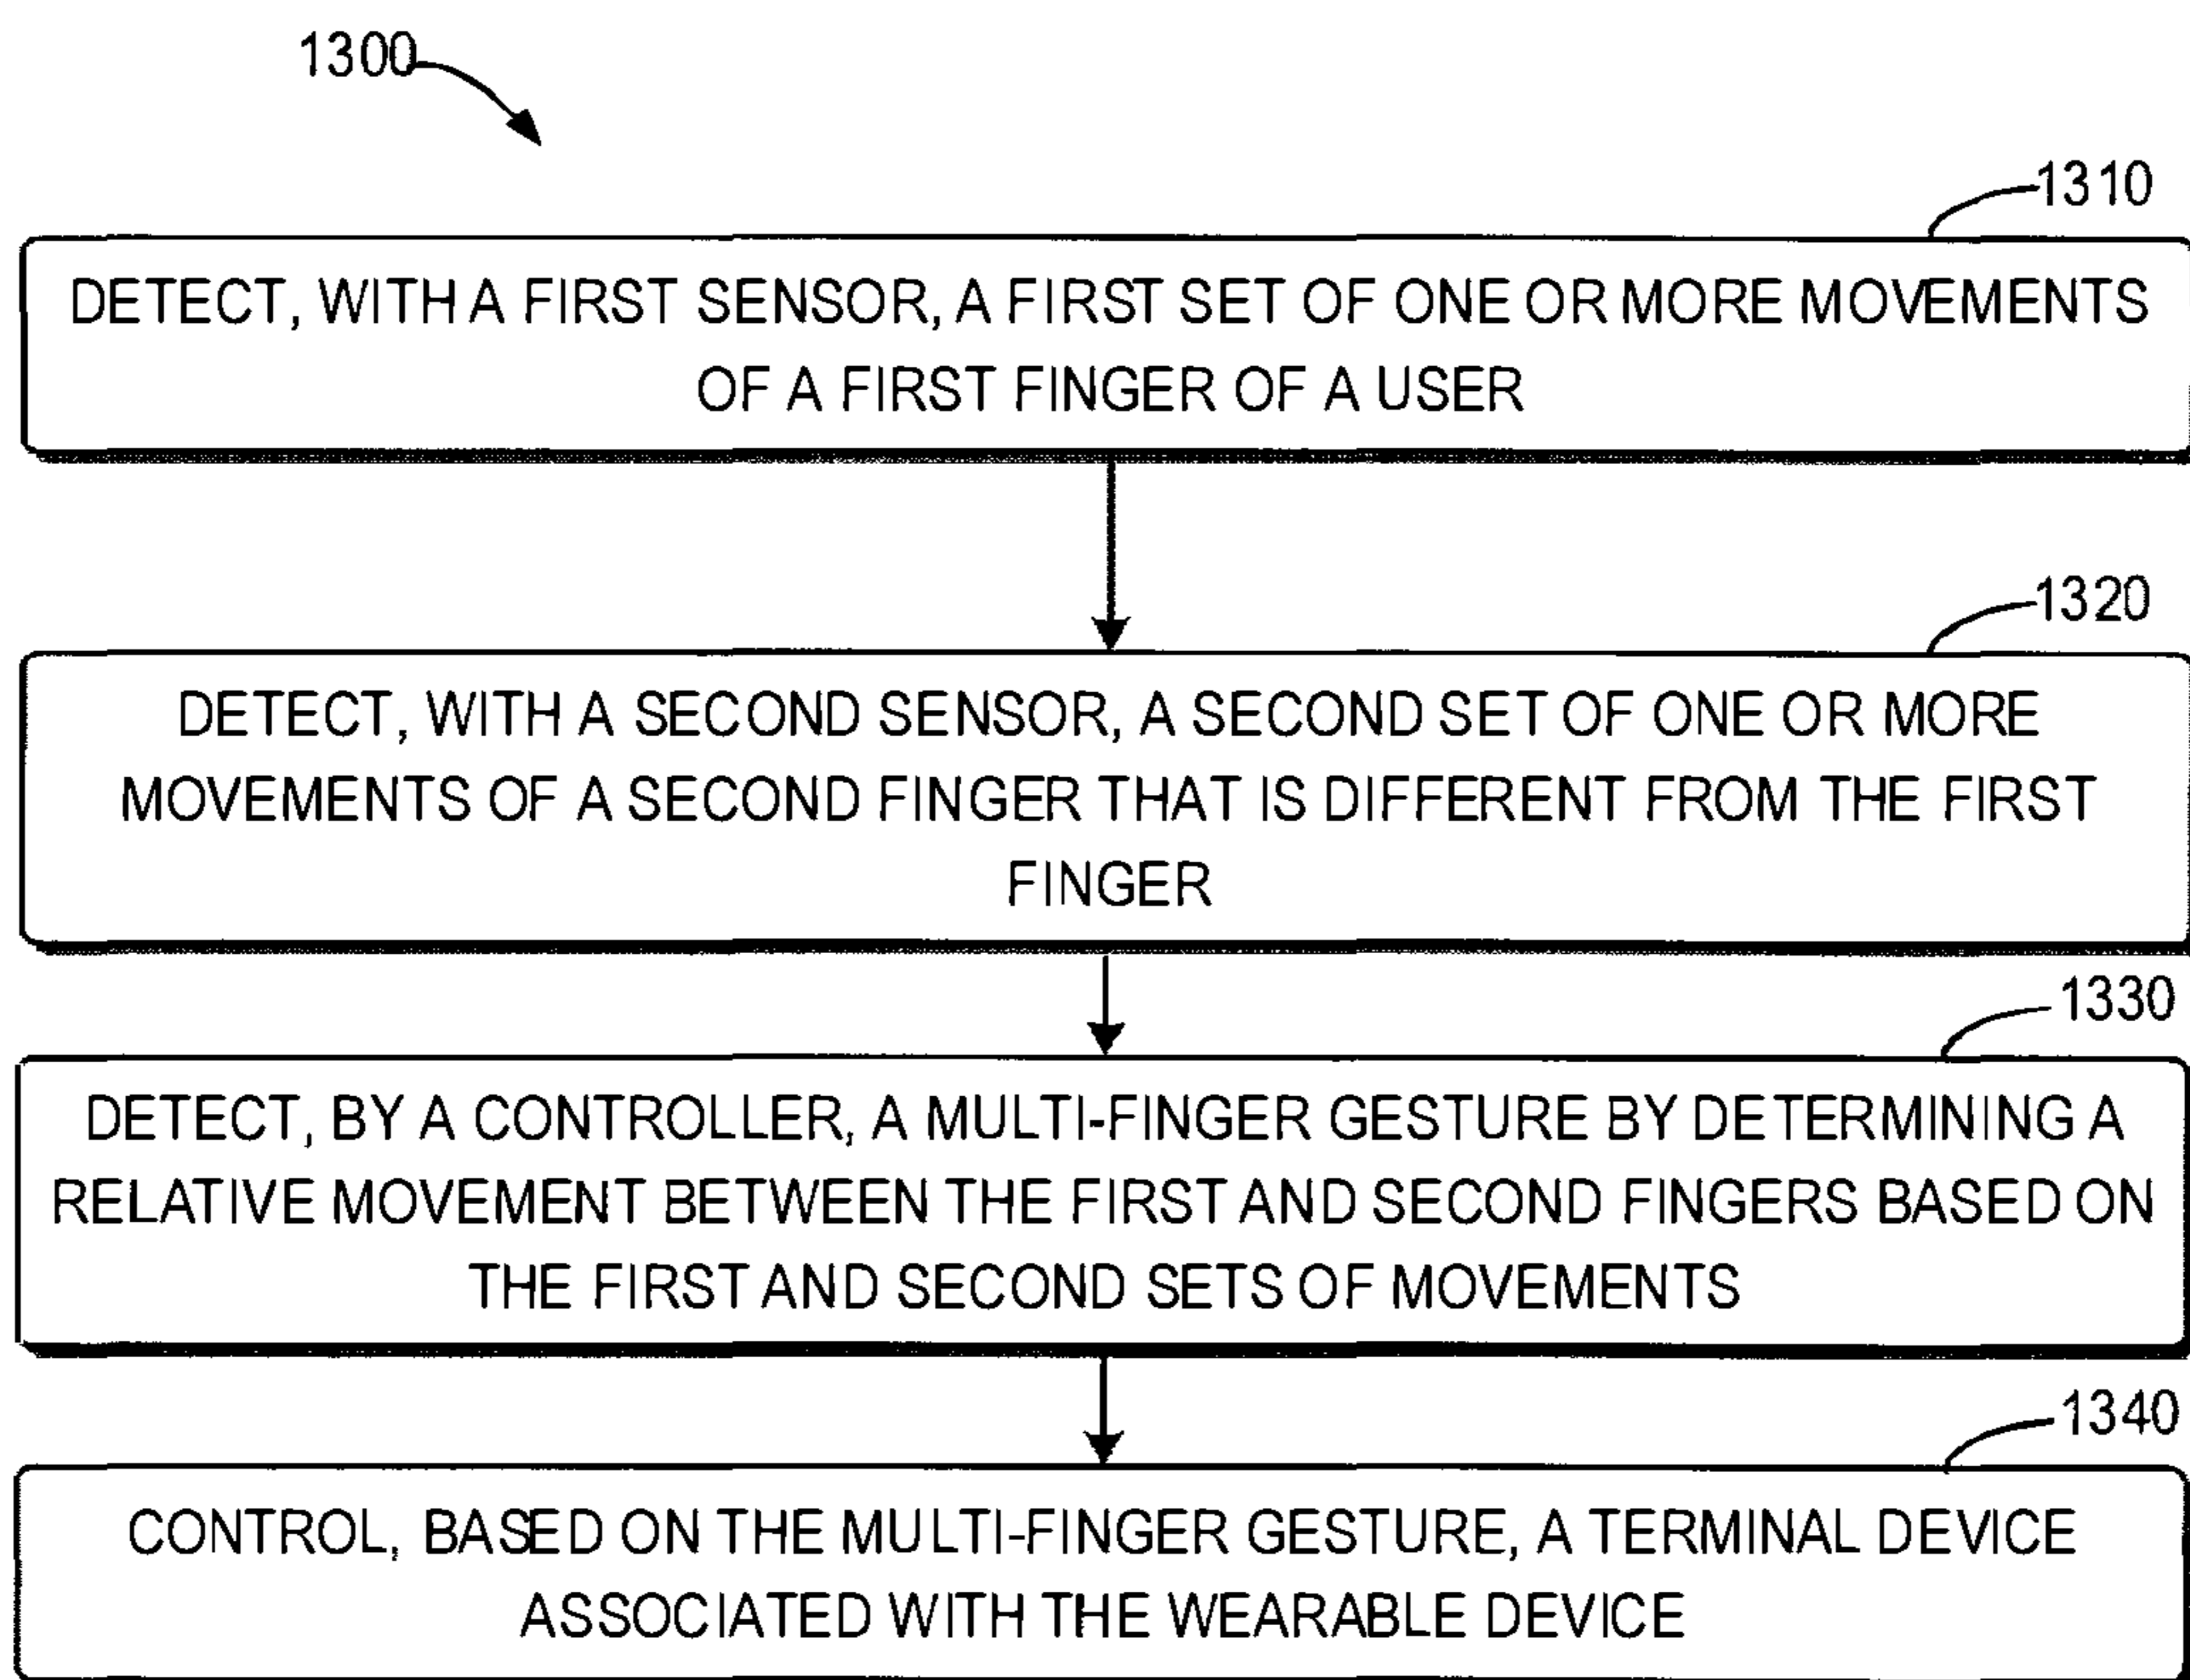 1300
1310
DETECT, WITH A FIRST SENSOR, A FIRST SET OF ONE OR MORE MOVEMENTS
OF A FIRST FINGER OF A USER
1320
DETECT, WITH A SECOND SENSOR, A SECOND SET OF ONE OR MORE
MOVEMENTS OF A SECOND FINGER THAT IS DIFFERENT FROM THE FIRST
FINGER
1330
DETECT, BY A CONTROLLER, A MULTI-FINGER GESTURE BY DETERMINING A
RELATIVE MOVEMENT BETWEEN THE FIRST AND SECOND FINGERS BASED ON
THE FIRST AND SECOND SETS OF MOVEMENTS
1340
CONTROL, BASED ON THE MULTI-FINGER GESTURE, A TERMINAL DEVICE
ASSOCIATED WITH THE WEARABLE DEVICE